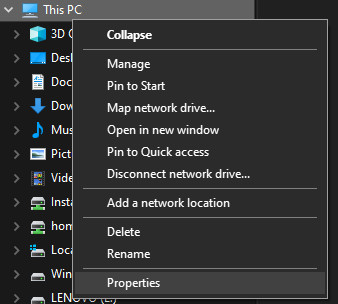 This PC
Collapse
3D O
Manage
Desk
Pin to Start
Docu
Map network drive...
Dow
Open in new window
Mus
Pin to Quick access
Pict
Disconnect network drive...
Vide
Insta
Add a network location
hom
Delete
Loca
Rename
Win
Properties
LENOVO (E:)